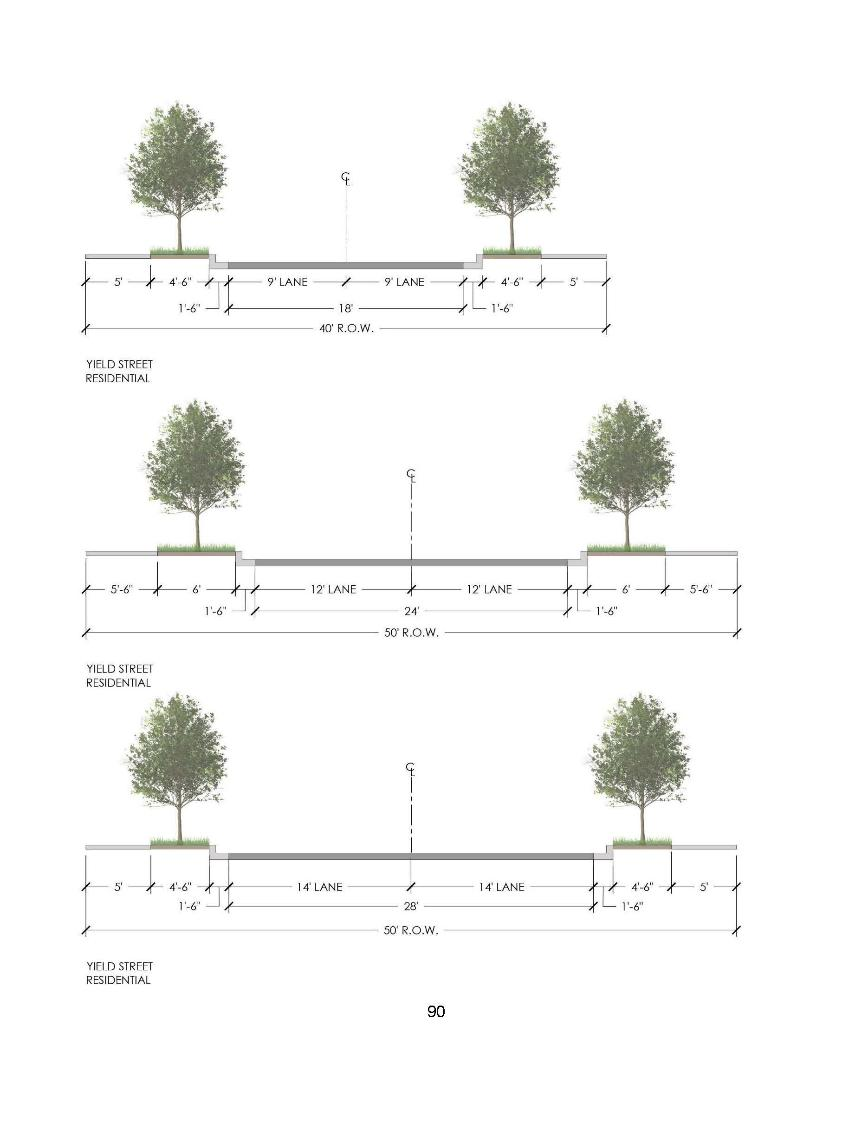 ℄
5' 4'-6" 9' LANE 9' LANE 4'-6" 5'
1'-6" 18' 1'-6"
40' R.O.W.
YIELD STREET
RESIDENTIAL
℄
5'-6" 6' 12' LANE 12' LANE 6' 5'-6"
1'-6" 24' 1'-6"
50' R.O.W.
YIELD STREET
RESIDENTIAL
℄
5' 4'-6" 14' LANE 14' LANE 4'-6" 5'
1'-6" 28' 1'-6"
50' R.O.W.
YIELD STREET
RESIDENTIAL
90